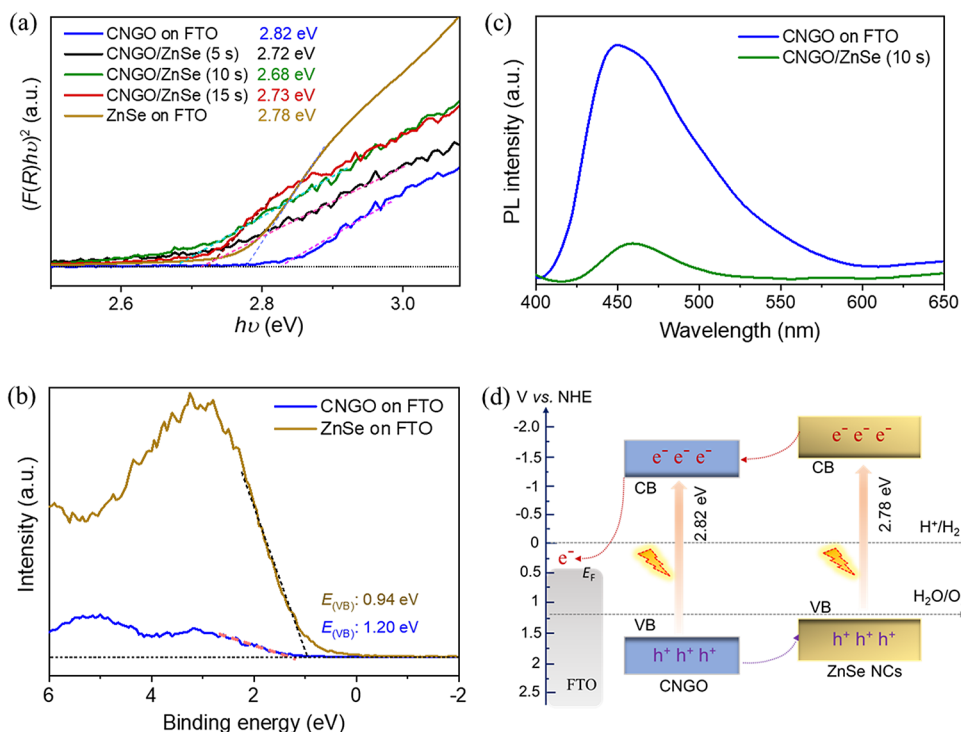 (a)
CNGO on FTO 2.82 eV
CNGO/ZnSe (5 s) 2.72 eV
CNGO/ZnSe (10 s) 2.68 eV
CNGO/ZnSe (15 s) 2.73 eV
ZnSe on FTO 2.78 eV
(F(R)hυ)² (a.u.)
2.6 2.8 3.0
hυ (eV)
(c)
CNGO on FTO
CNGO/ZnSe (10 s)
PL intensity (a.u.)
400 450 500 550 600 650
Wavelength (nm)
(b)
CNGO on FTO
ZnSe on FTO
Intensity (a.u.)
E(VB): 0.94 eV
E(VB): 1.20 eV
6 4 2 0 -2
Binding energy (eV)
(d)
V vs. NHE
-2.0
-1.5
-1
-0.5
0
0.5
1
1.5
2
2.5
e⁻ e⁻ e⁻
e⁻ e⁻ e⁻
CB
CB
2.82 eV
2.78 eV
H⁺/H₂
e⁻
EF
H₂O/O
VB
VB
h⁺ h⁺ h⁺
h⁺ h⁺ h⁺
FTO
CNGO
ZnSe NCs